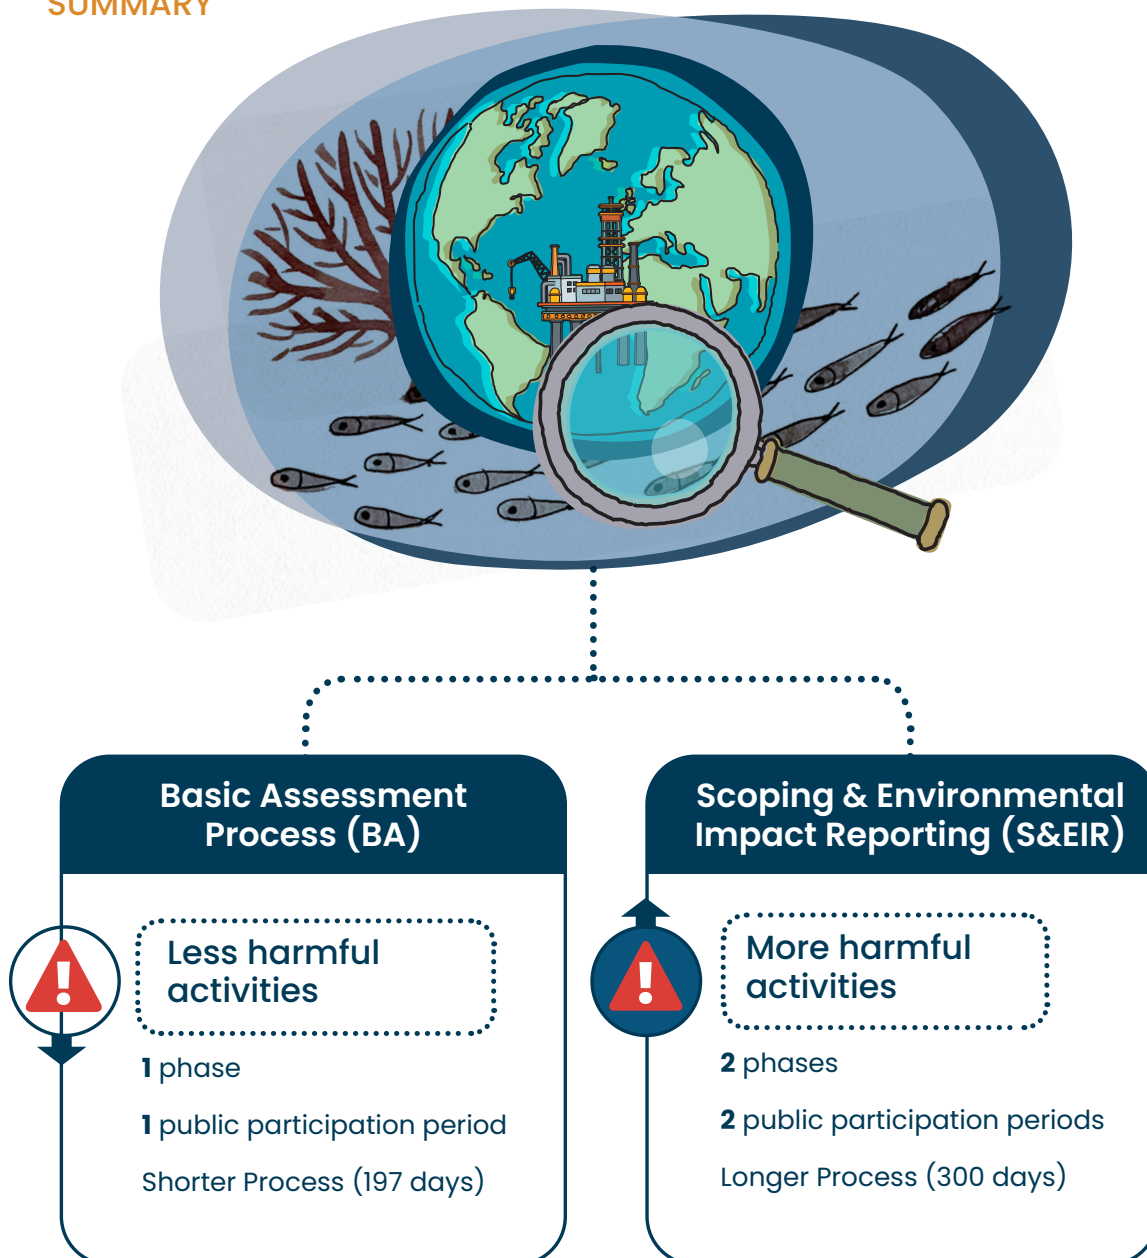 SUMMARY
Basic Assessment
Process (BA)
Less harmful
activities
1 phase
1 public participation period
Shorter Process (197 days)
Scoping & Environmental
Impact Reporting (S&EIR)
More harmful
activities
2 phases
2 public participation periods
Longer Process (300 days)